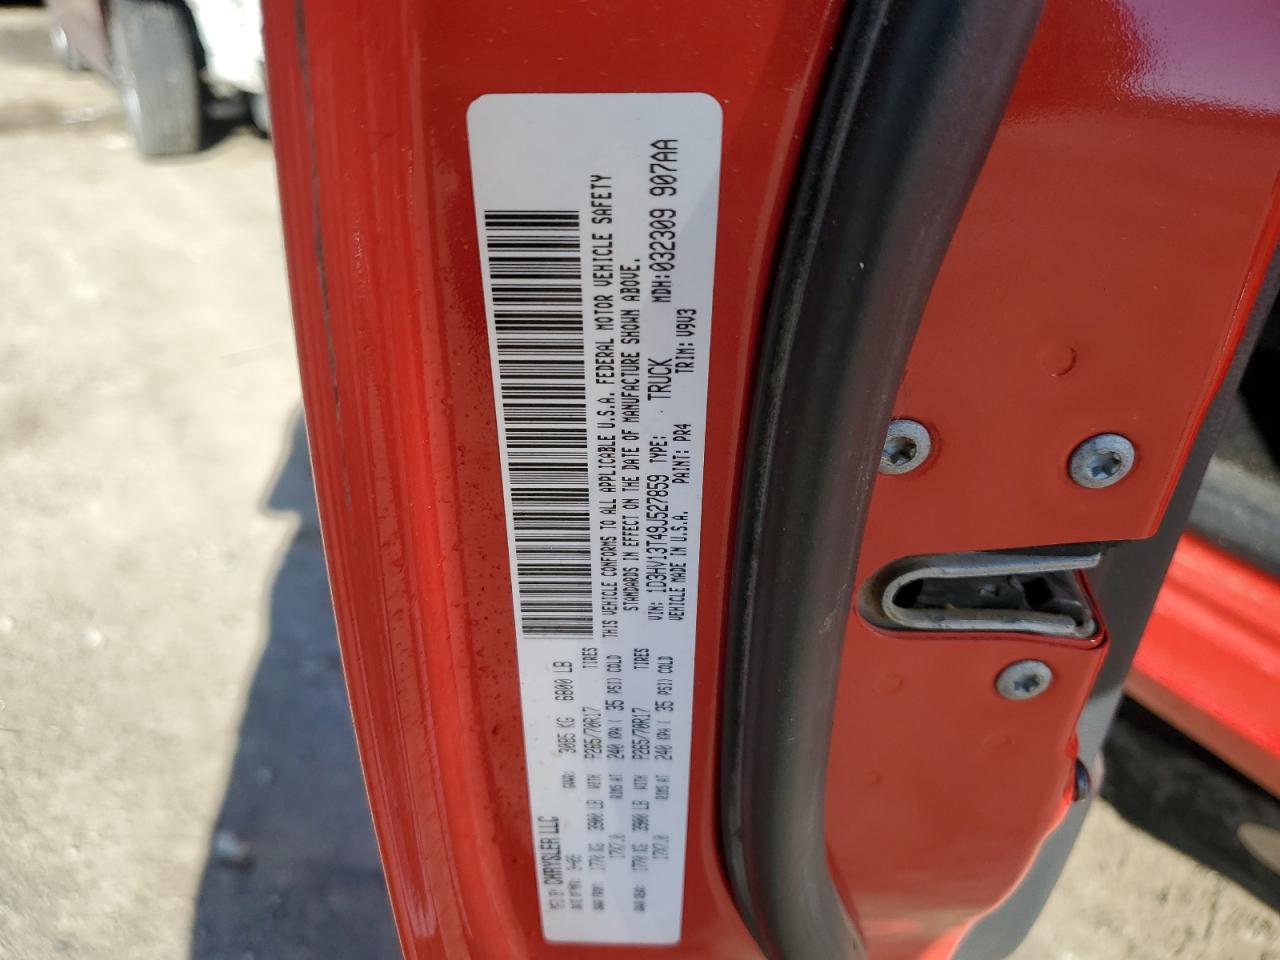 MFD BY CHRYSLER LLC
DATE OF MFR: 3-09 GVWR: 3085 KG 6800 LB
GAWR FRONT: 1770 KG 3900 LB WITH P265/70R17 TIRES
17X7.0 RIMS AT 240 KPA( 35 PSI) COLD
GAWR REAR: 1770 KG 3900 LB WITH P265/70R17 TIRES
17X7.0 RIMS AT 240 KPA( 35 PSI) COLD
THIS VEHICLE CONFORMS TO ALL APPLICABLE U.S.A. FEDERAL MOTOR VEHICLE SAFETY
STANDARDS IN EFFECT ON THE DATE OF MANUFACTURE SHOWN ABOVE.
VIN: 1D3HV13T49J527859 TYPE: TRUCK MDH:032309 907AA
VEHICLE MADE IN U.S.A. PAINT: PR4 TRIM: V9V3